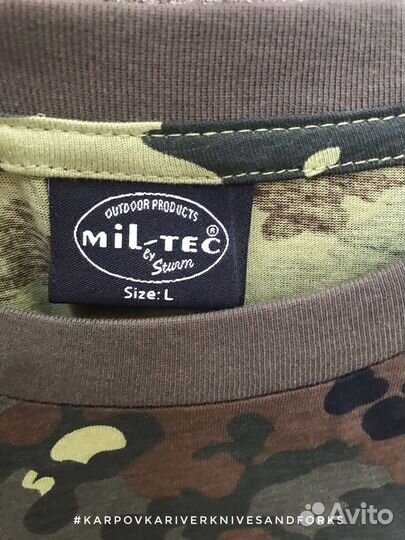 OUTDOOR PRODUCTS
MiL-TEC®
By
Sturm
Size: L
#KARPOVKARIVERKNIVESANDFORKS
Avito